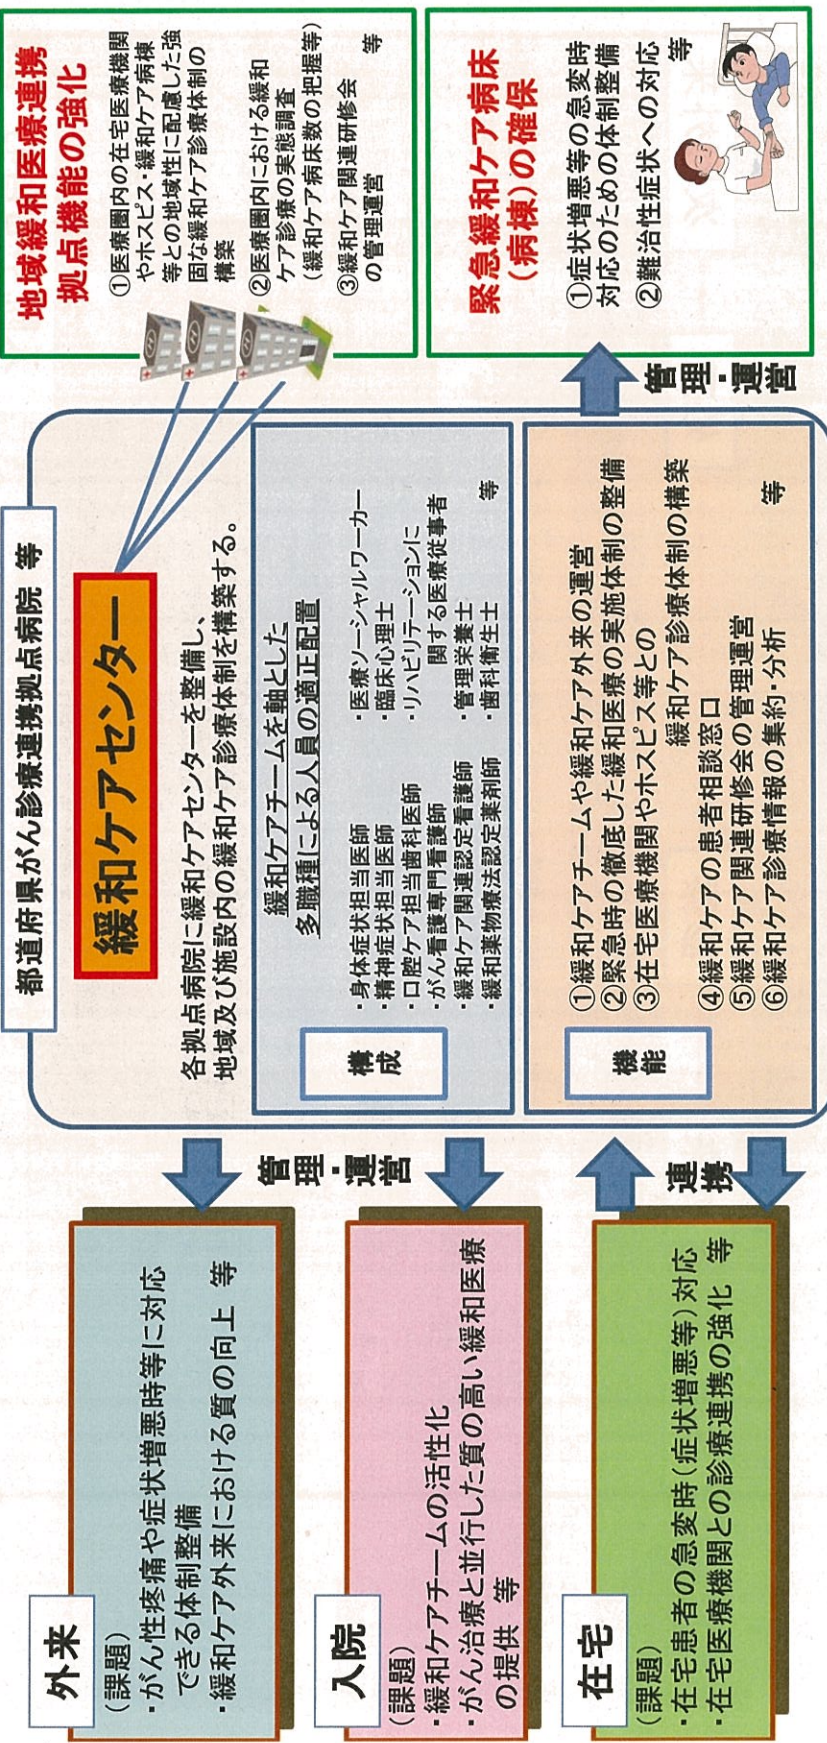 外来
(課題)
・がん性疼痛や症状増悪時等に対応
できる体制整備
・緩和ケア外来における質の向上 等
入院
(課題)
・緩和ケアチームの活性化
・がん治療と並行した質の高い緩和医療
の提供 等
在宅
(課題)
・在宅患者の急変時(症状増悪等)対応
・在宅医療機関との診療連携の強化 等
管理・運営
連携
都道府県がん診療連携拠点病院 等
緩和ケアセンター
各拠点病院に緩和ケアセンターを整備し、
地域及び施設内の緩和ケア診療体制を構築する。
構成
緩和ケアチームを軸とした
多職種による人員の適正配置
・身体症状担当医師
・精神症状担当医師
・口腔ケア担当歯科医師
・がん看護専門看護師
・緩和ケア関連認定看護師
・緩和薬物療法認定薬剤師
・医療ソーシャルワーカー
・臨床心理士
・リハビリテーションに
関する医療従事者
・管理栄養士
・歯科衛生士
等
機能
①緩和ケアチームや緩和ケア外来の運営
②緊急時の徹底した緩和医療の実施体制の整備
③在宅医療機関やホスピス等との
緩和ケア診療体制の構築
④緩和ケアの患者相談窓口
⑤緩和ケア関連研修会の管理運営
⑥緩和ケア診療情報の集約・分析
等
管理・運営
地域緩和医療連携
拠点機能の強化
①医療圏内の在宅医療機関
やホスピス・緩和ケア病棟
等との地域性に配慮した強
固な緩和ケア診療体制の
構築
②医療圏内における緩和
ケア診療の実態調査
(緩和ケア病床数の把握等)
③緩和ケア関連研修会
の管理運営
等
緊急緩和ケア病床
(病棟)の確保
①症状増悪等の急変時
対応のための体制整備
②難治性症状への対応
等